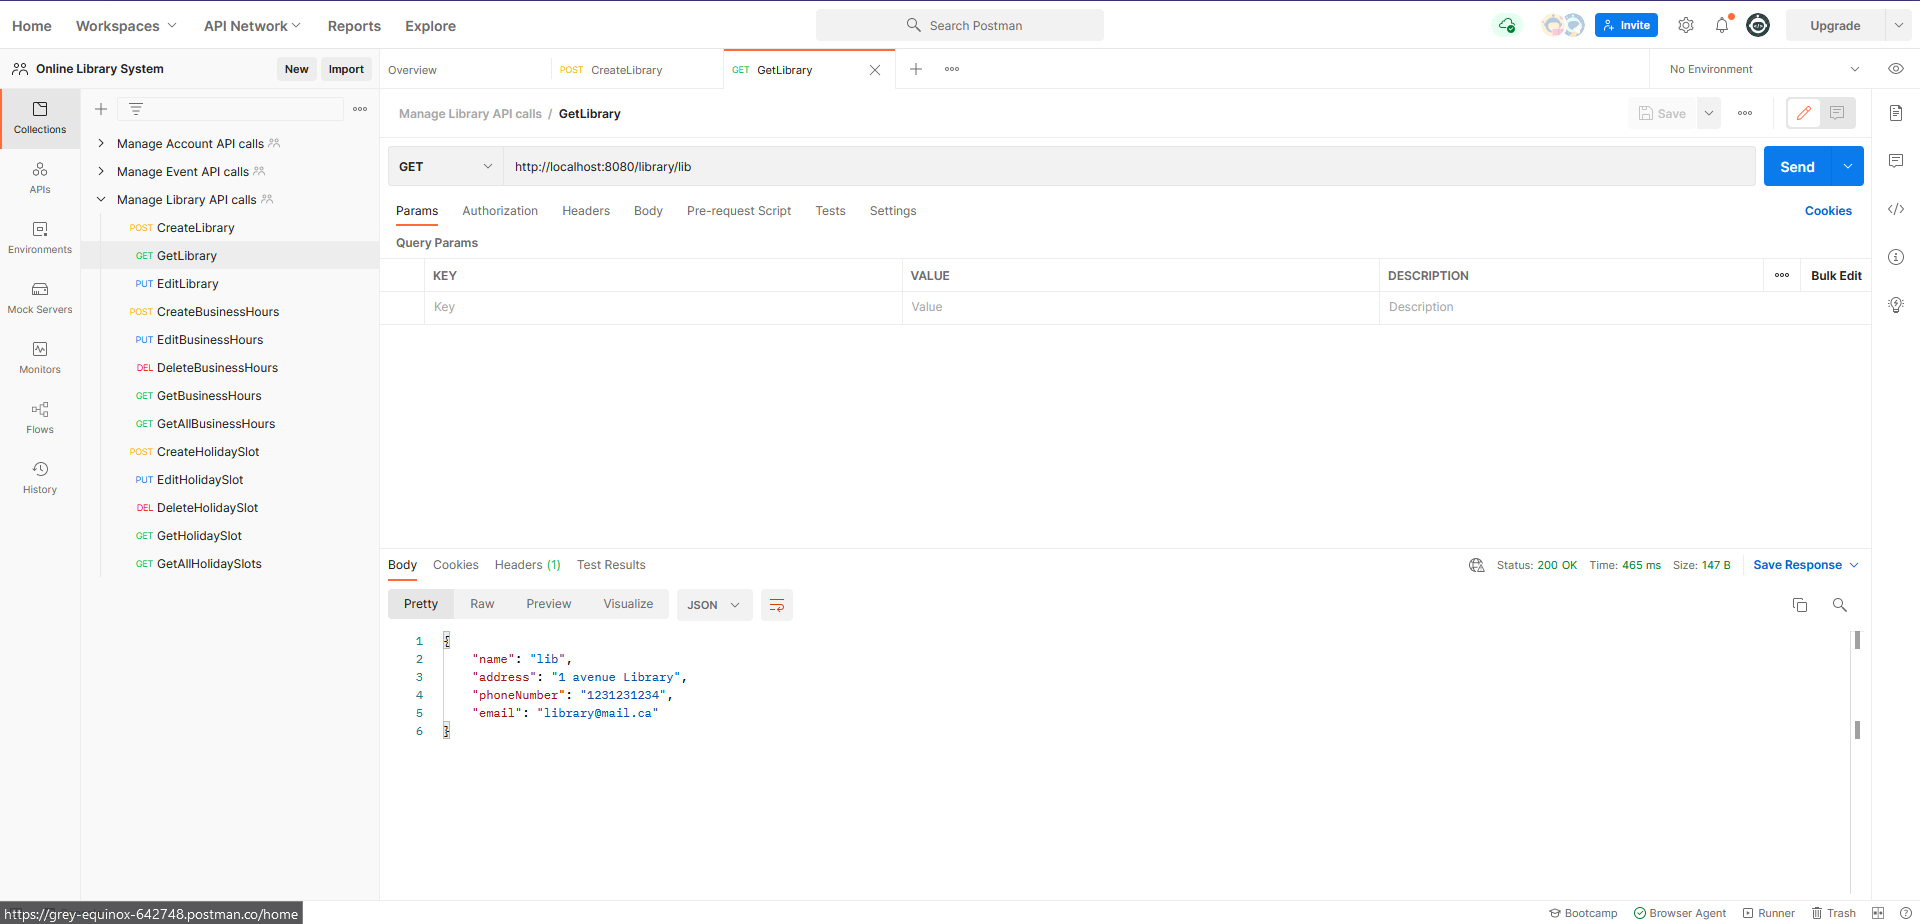 Home Workspaces API Network Reports Explore Search Postman Invite Upgrade
Online Library System New Import Overview POST CreateLibrary GET GetLibrary No Environment
Collections
APIs
Environments
Mock Servers
Monitors
Flows
History
Manage Account API calls
Manage Event API calls
Manage Library API calls
POST CreateLibrary
GET GetLibrary
PUT EditLibrary
POST CreateBusinessHours
PUT EditBusinessHours
DEL DeleteBusinessHours
GET GetBusinessHours
GET GetAllBusinessHours
POST CreateHolidaySlot
PUT EditHolidaySlot
DEL DeleteHolidaySlot
GET GetHolidaySlot
GET GetAllHolidaySlots
Manage Library API calls / GetLibrary Save
GET http://localhost:8080/library/lib Send
Params Authorization Headers Body Pre-request Script Tests Settings Cookies
Query Params
KEY VALUE DESCRIPTION Bulk Edit
Key Value Description
Body Cookies Headers (1) Test Results Status: 200 OK Time: 465 ms Size: 147 B Save Response
Pretty Raw Preview Visualize JSON
1 {
2 "name": "lib",
3 "address": "1 avenue Library",
4 "phoneNumber": "1231231234",
5 "email": "library@mail.ca"
6 }
https://grey-equinox-642748.postman.co/home
Bootcamp Browser Agent Runner Trash